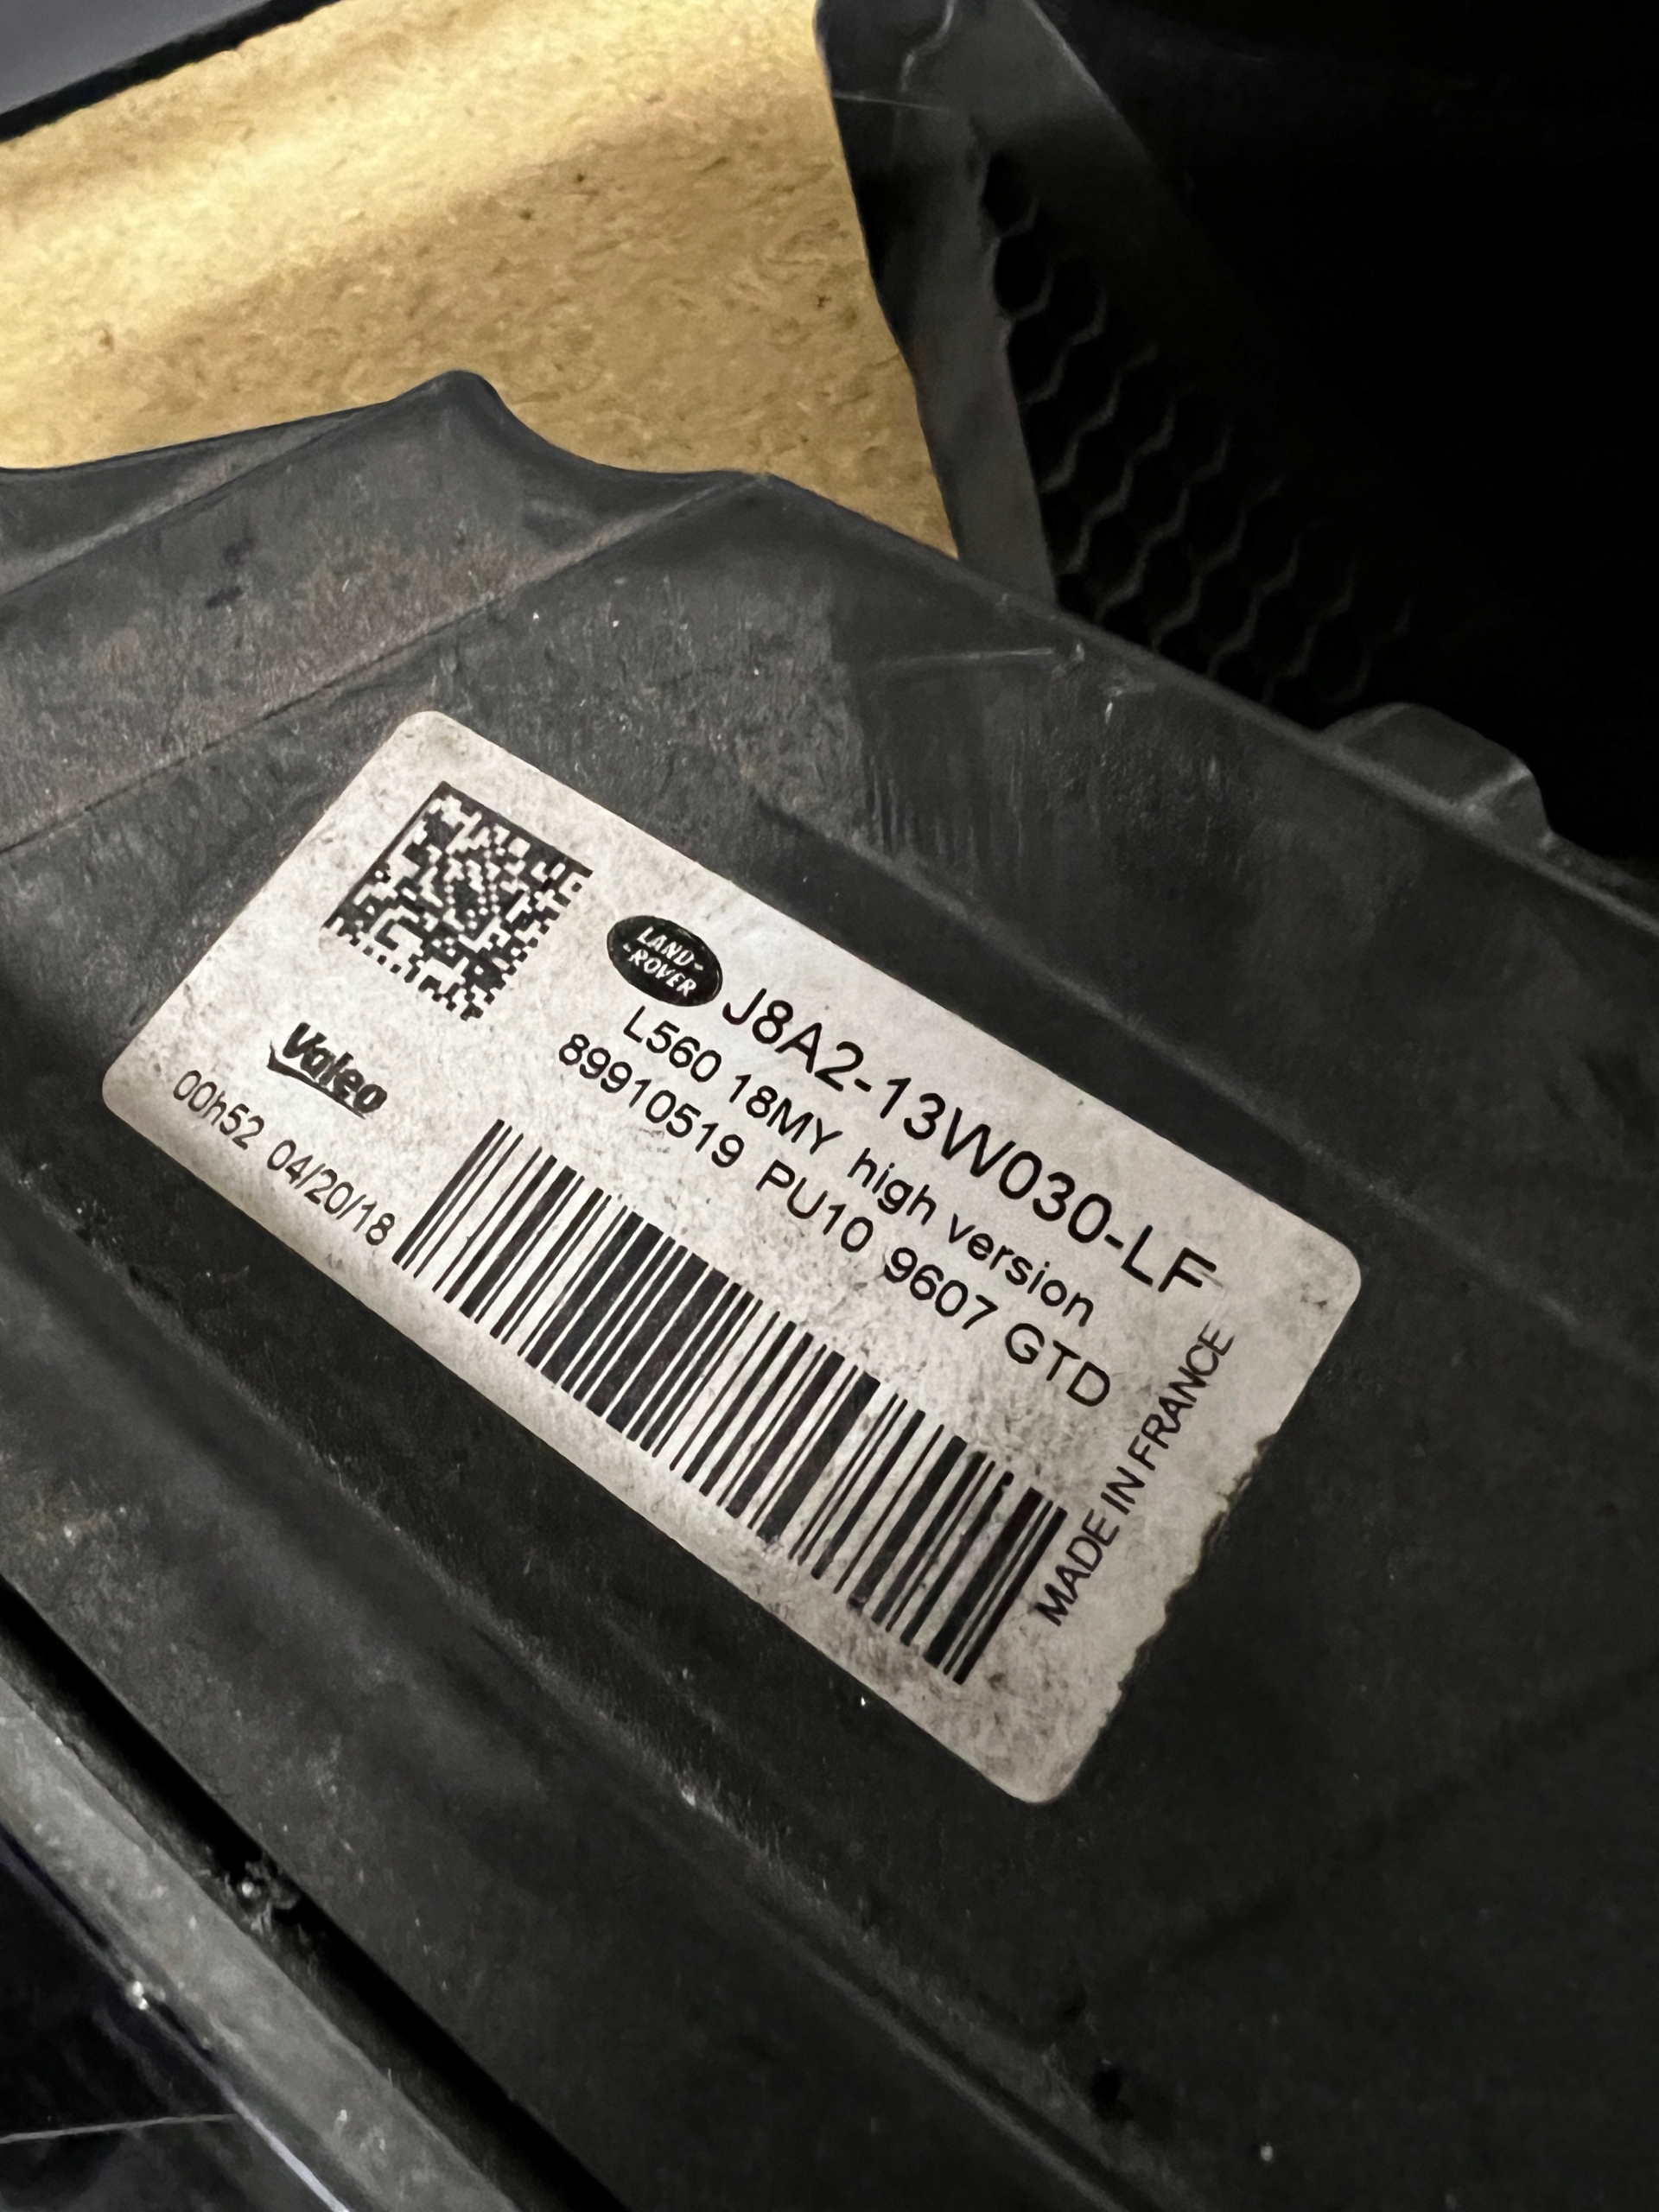 LAND-
-ROVER
J8A2-13W030-LF
L560 18MY high version
89910519 PU10 9607 GTD
Valeo
00h52 04/20/18
MADE IN FRANCE